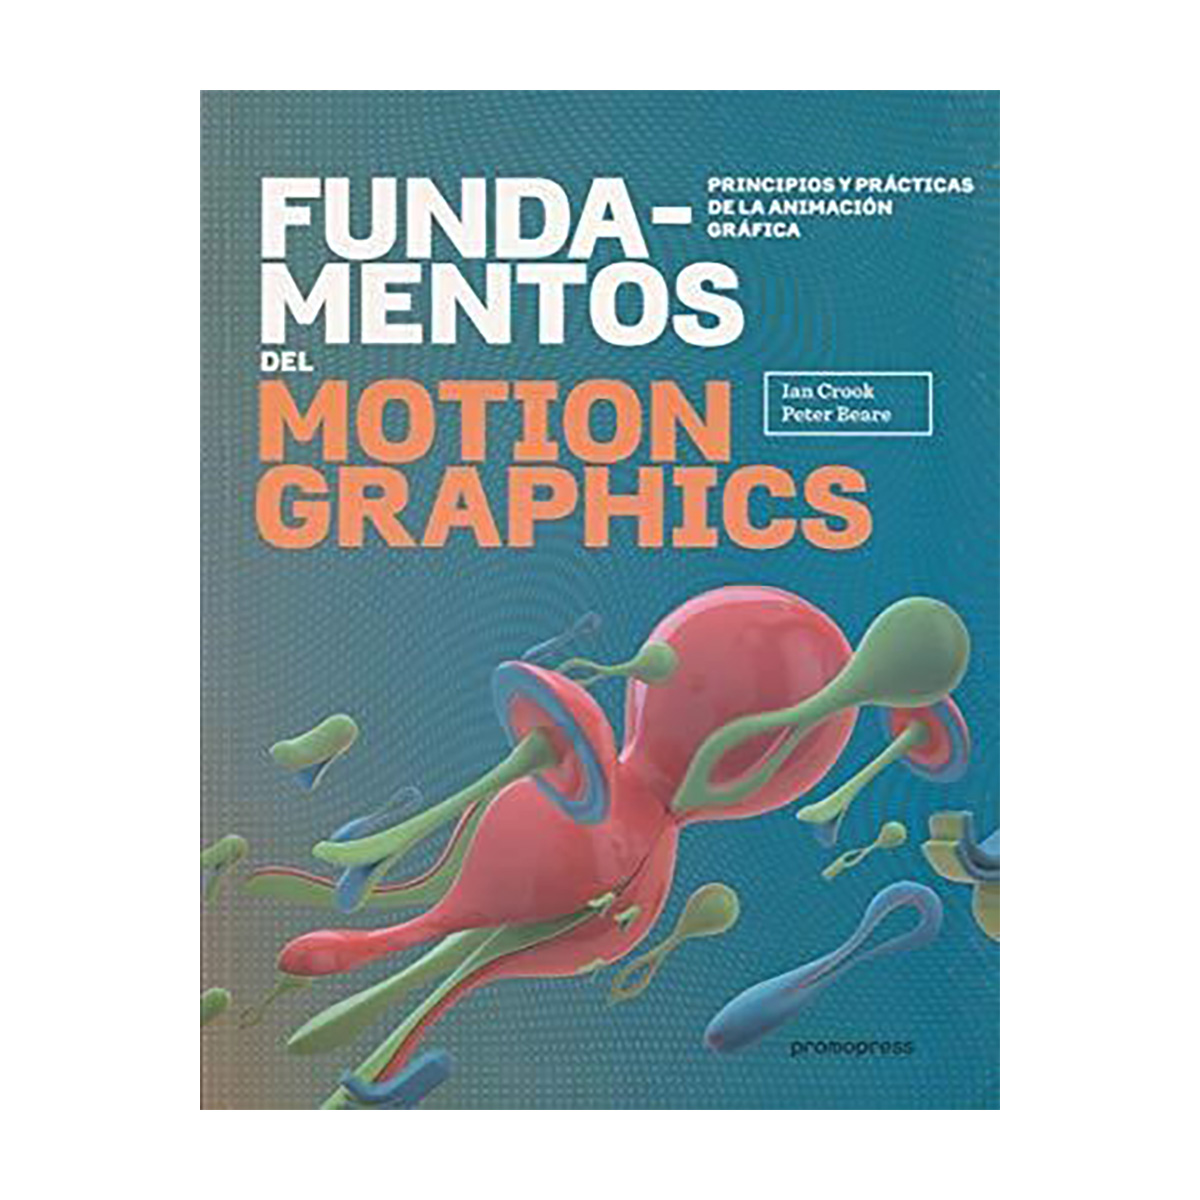 FUNDA-
MENTOS
DEL
MOTION
GRAPHICS
PRINCIPIOS Y PRÁCTICAS
DE LA ANIMACIÓN
GRÁFICA
Ian Crook
Peter Beare
promopress